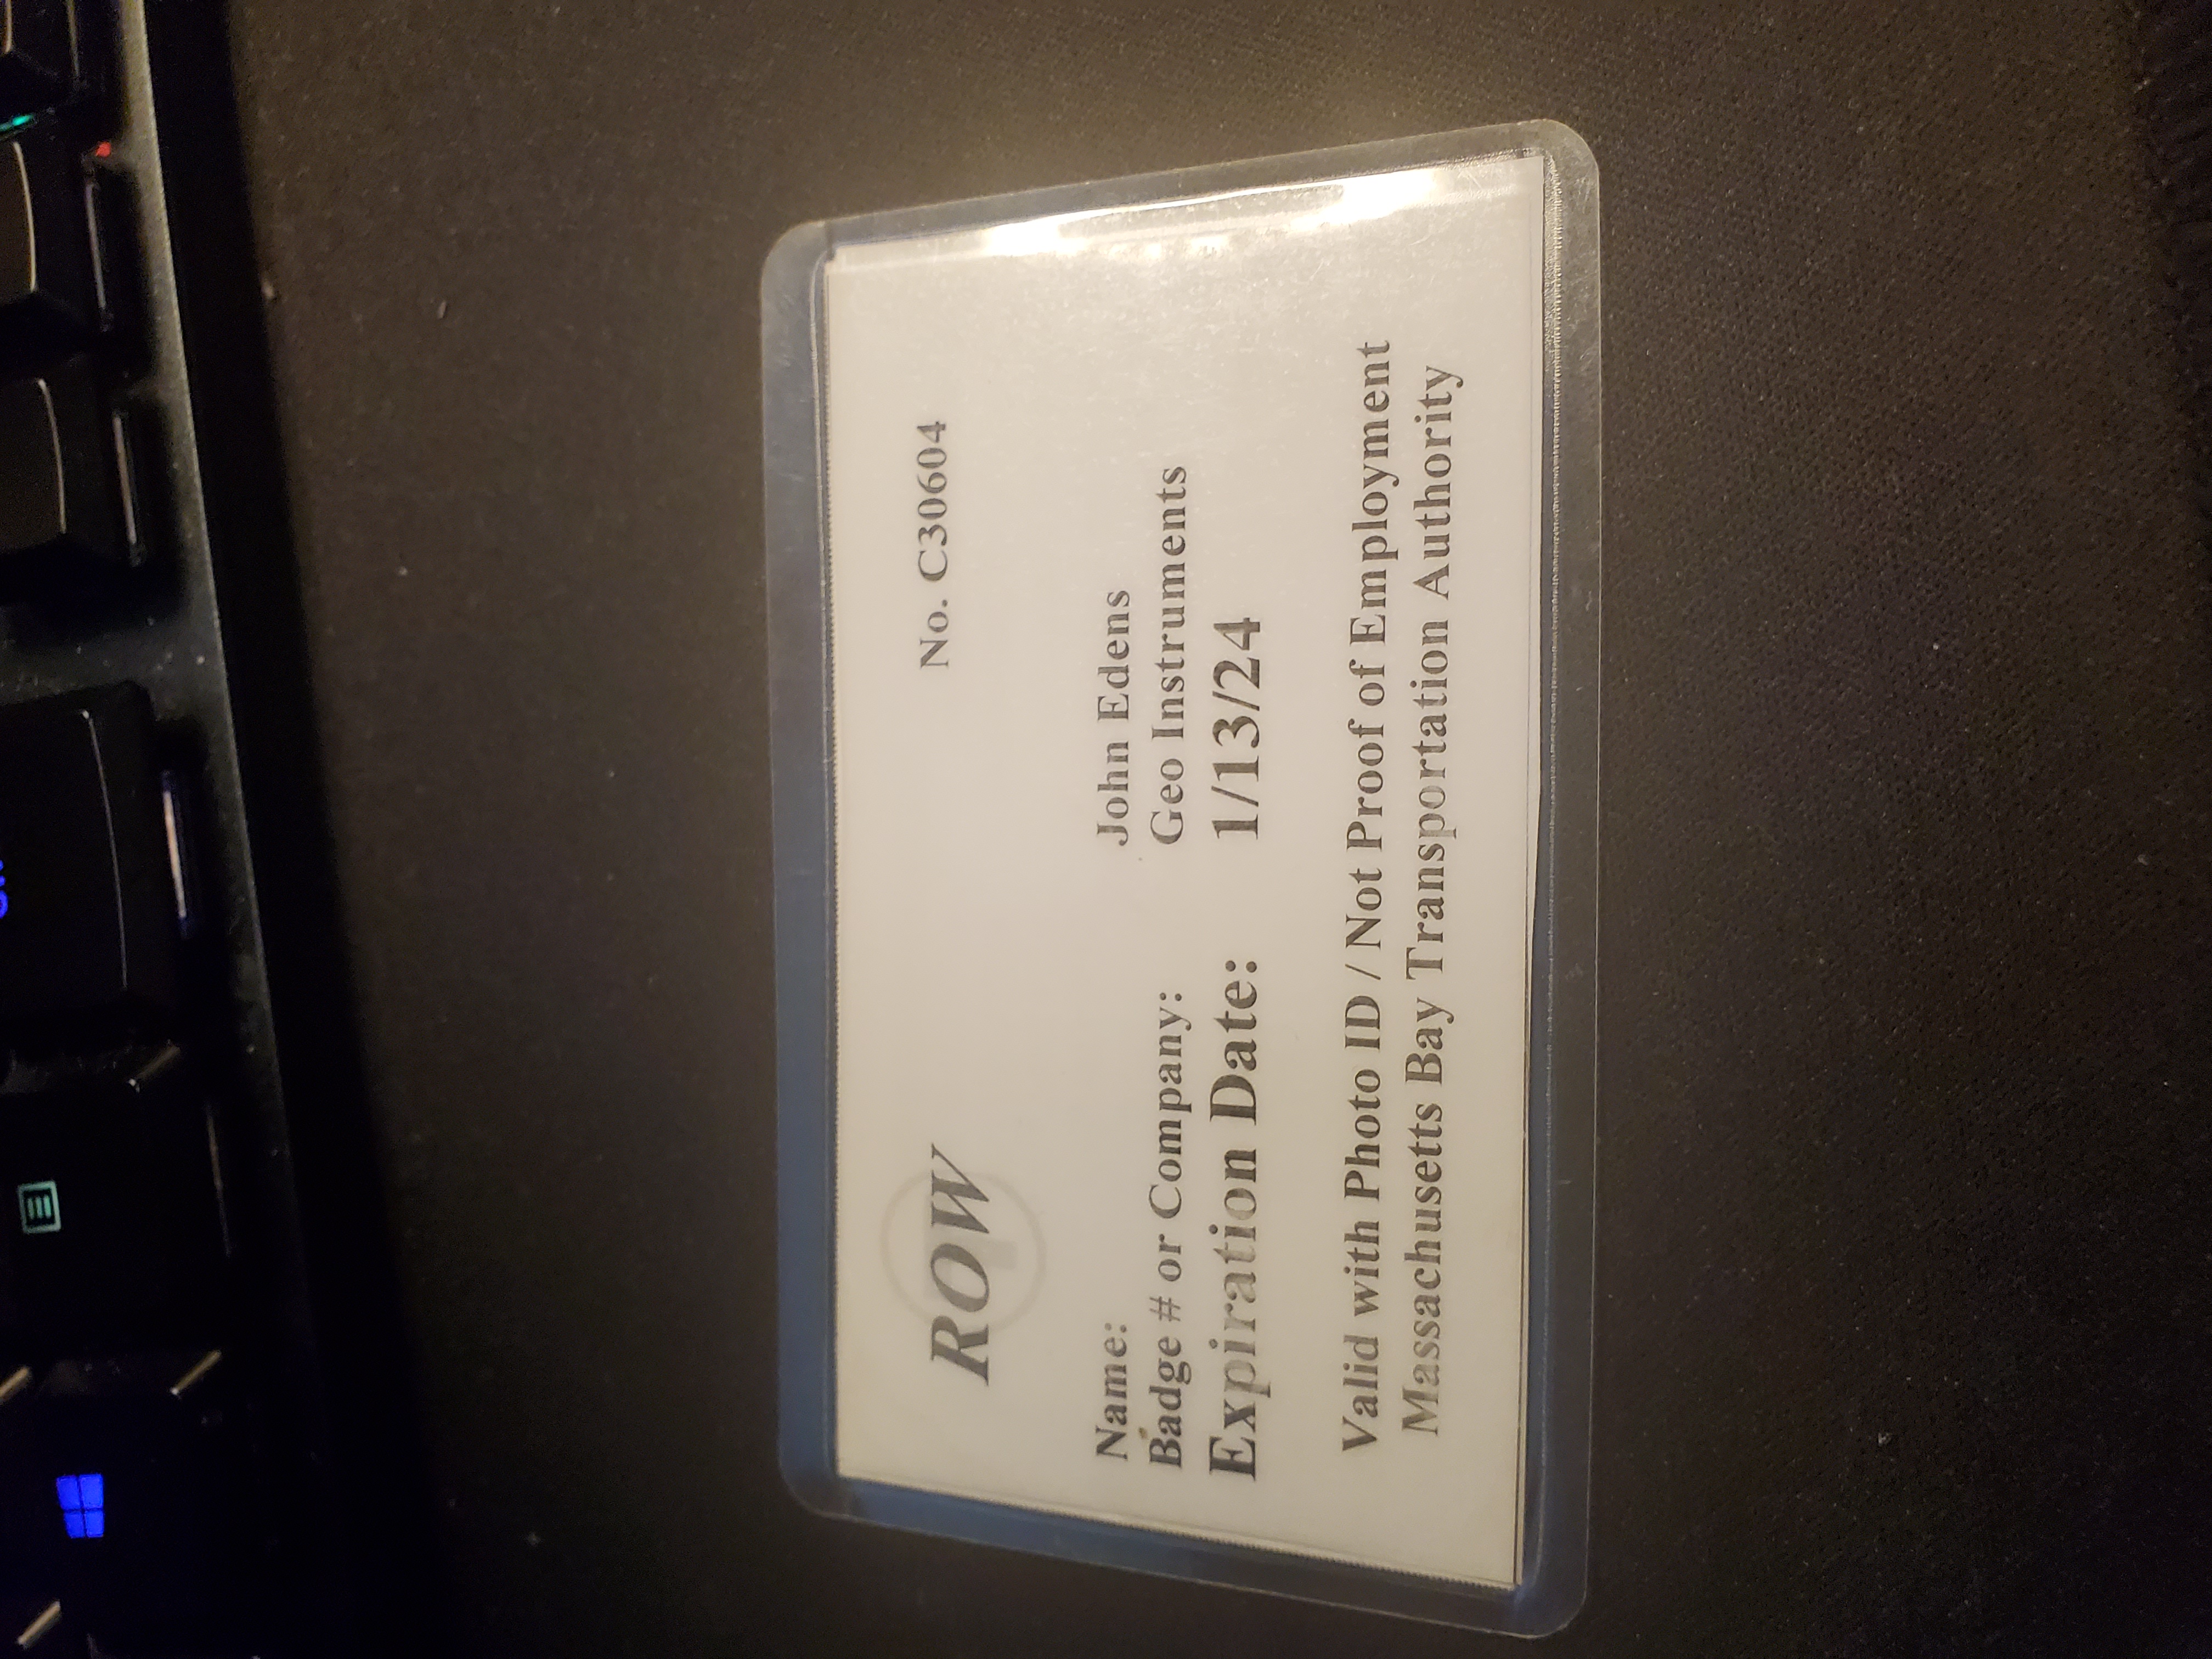 ROW
No. C30604
Name: John Edens
Badge # or Company: Geo Instruments
Expiration Date: 1/13/24
Valid with Photo ID / Not Proof of Employment
Massachusetts Bay Transportation Authority